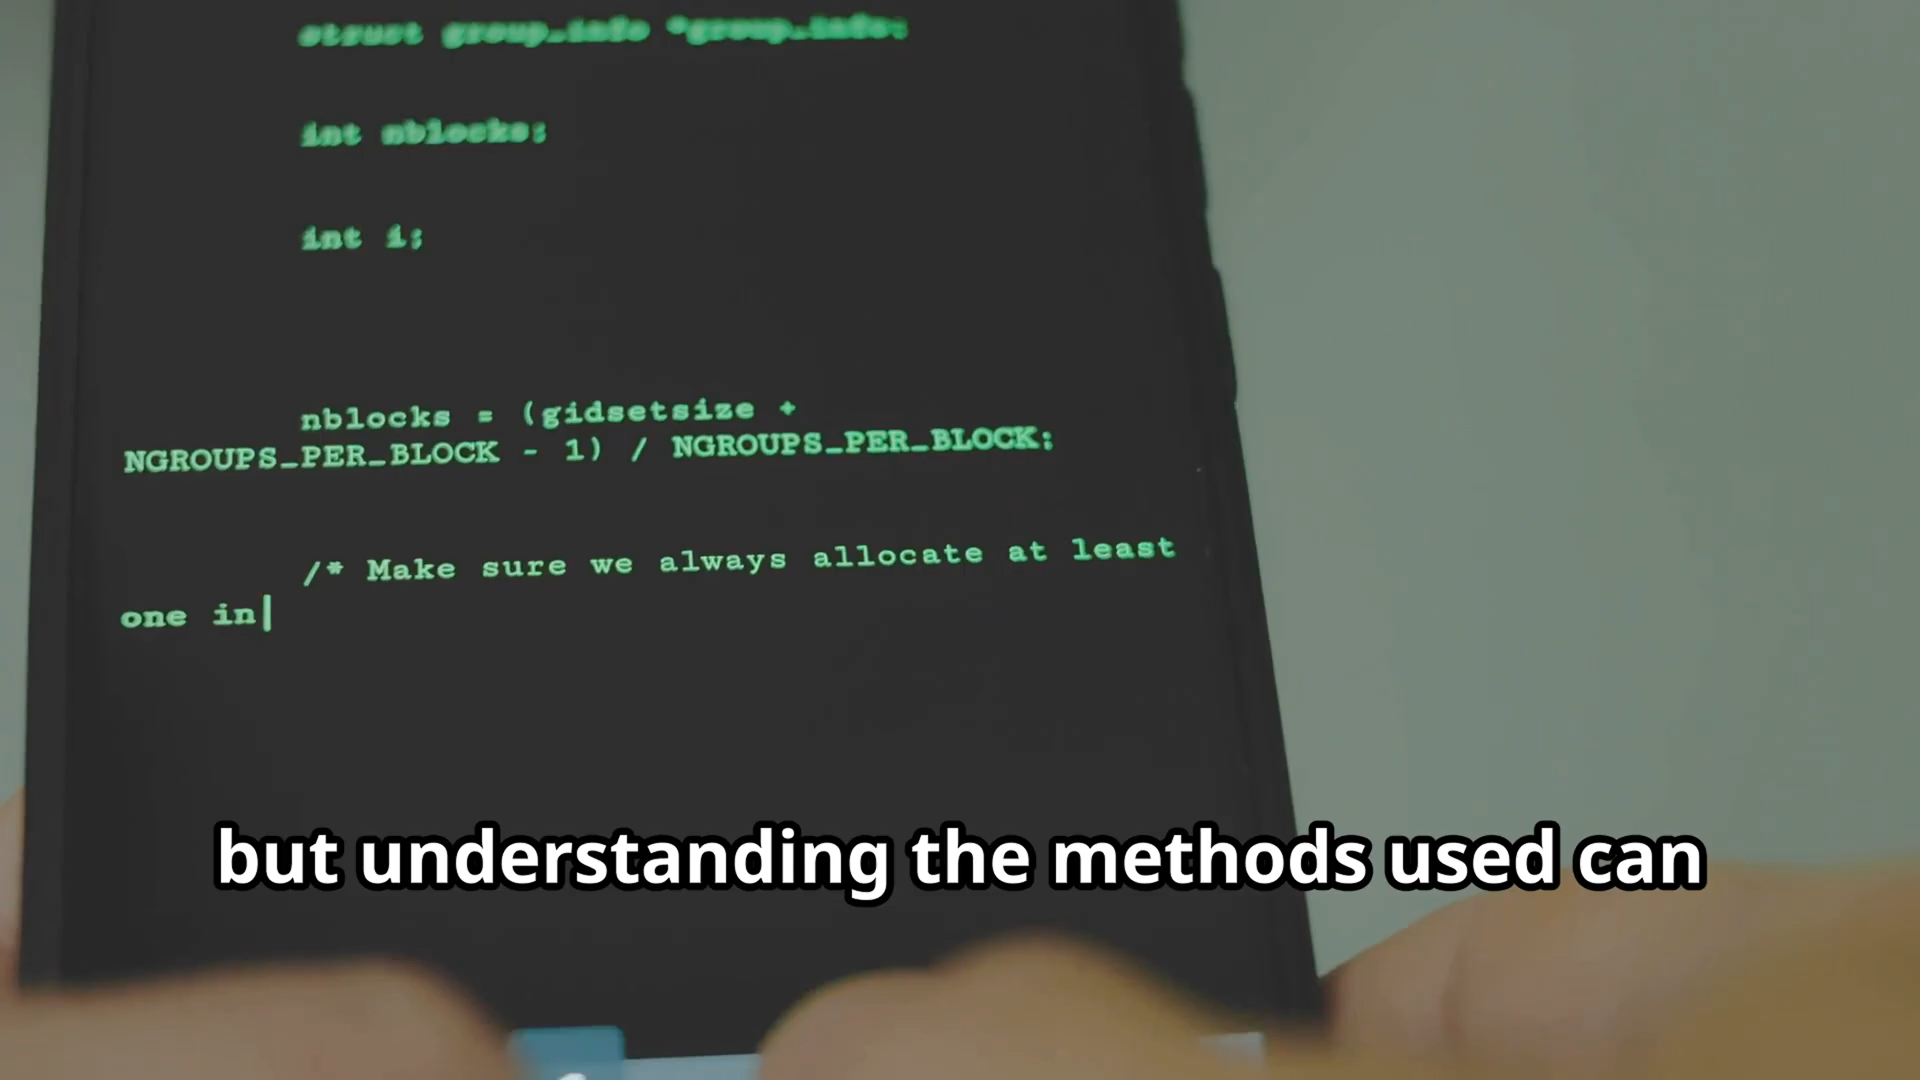 struct group_info *group_info;
int nblocks;
int i;
nblocks = (gidsetsize +
NGROUPS_PER_BLOCK - 1) / NGROUPS_PER_BLOCK;
/* Make sure we always allocate at least
one in
but understanding the methods used can